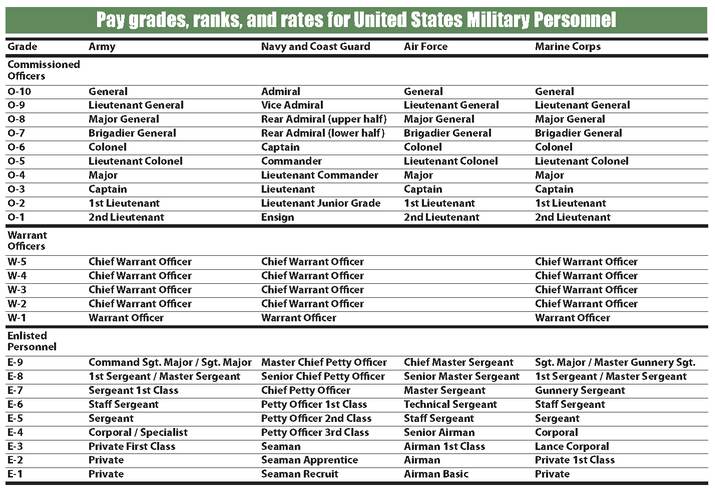 Pay grades, ranks, and rates for United States Military Personnel
Grade Army Navy and Coast Guard Air Force Marine Corps
Commissioned
Officers
O-10 General Admiral General General
O-9 Lieutenant General Vice Admiral Lieutenant General Lieutenant General
O-8 Major General Rear Admiral (upper half) Major General Major General
O-7 Brigadier General Rear Admiral (lower half) Brigadier General Brigadier General
O-6 Colonel Captain Colonel Colonel
O-5 Lieutenant Colonel Commander Lieutenant Colonel Lieutenant Colonel
O-4 Major Lieutenant Commander Major Major
O-3 Captain Lieutenant Captain Captain
O-2 1st Lieutenant Lieutenant Junior Grade 1st Lieutenant 1st Lieutenant
O-1 2nd Lieutenant Ensign 2nd Lieutenant 2nd Lieutenant
Warrant
Officers
W-5 Chief Warrant Officer Chief Warrant Officer Chief Warrant Officer
W-4 Chief Warrant Officer Chief Warrant Officer Chief Warrant Officer
W-3 Chief Warrant Officer Chief Warrant Officer Chief Warrant Officer
W-2 Chief Warrant Officer Chief Warrant Officer Chief Warrant Officer
W-1 Warrant Officer Warrant Officer Warrant Officer
Enlisted
Personnel
E-9 Command Sgt. Major / Sgt. Major Master Chief Petty Officer Chief Master Sergeant Sgt. Major / Master Gunnery Sgt.
E-8 1st Sergeant / Master Sergeant Senior Chief Petty Officer Senior Master Sergeant 1st Sergeant / Master Sergeant
E-7 Sergeant 1st Class Chief Petty Officer Master Sergeant Gunnery Sergeant
E-6 Staff Sergeant Petty Officer 1st Class Technical Sergeant Staff Sergeant
E-5 Sergeant Petty Officer 2nd Class Staff Sergeant Sergeant
E-4 Corporal / Specialist Petty Officer 3rd Class Senior Airman Corporal
E-3 Private First Class Seaman Airman 1st Class Lance Corporal
E-2 Private Seaman Apprentice Airman Private 1st Class
E-1 Private Seaman Recruit Airman Basic Private